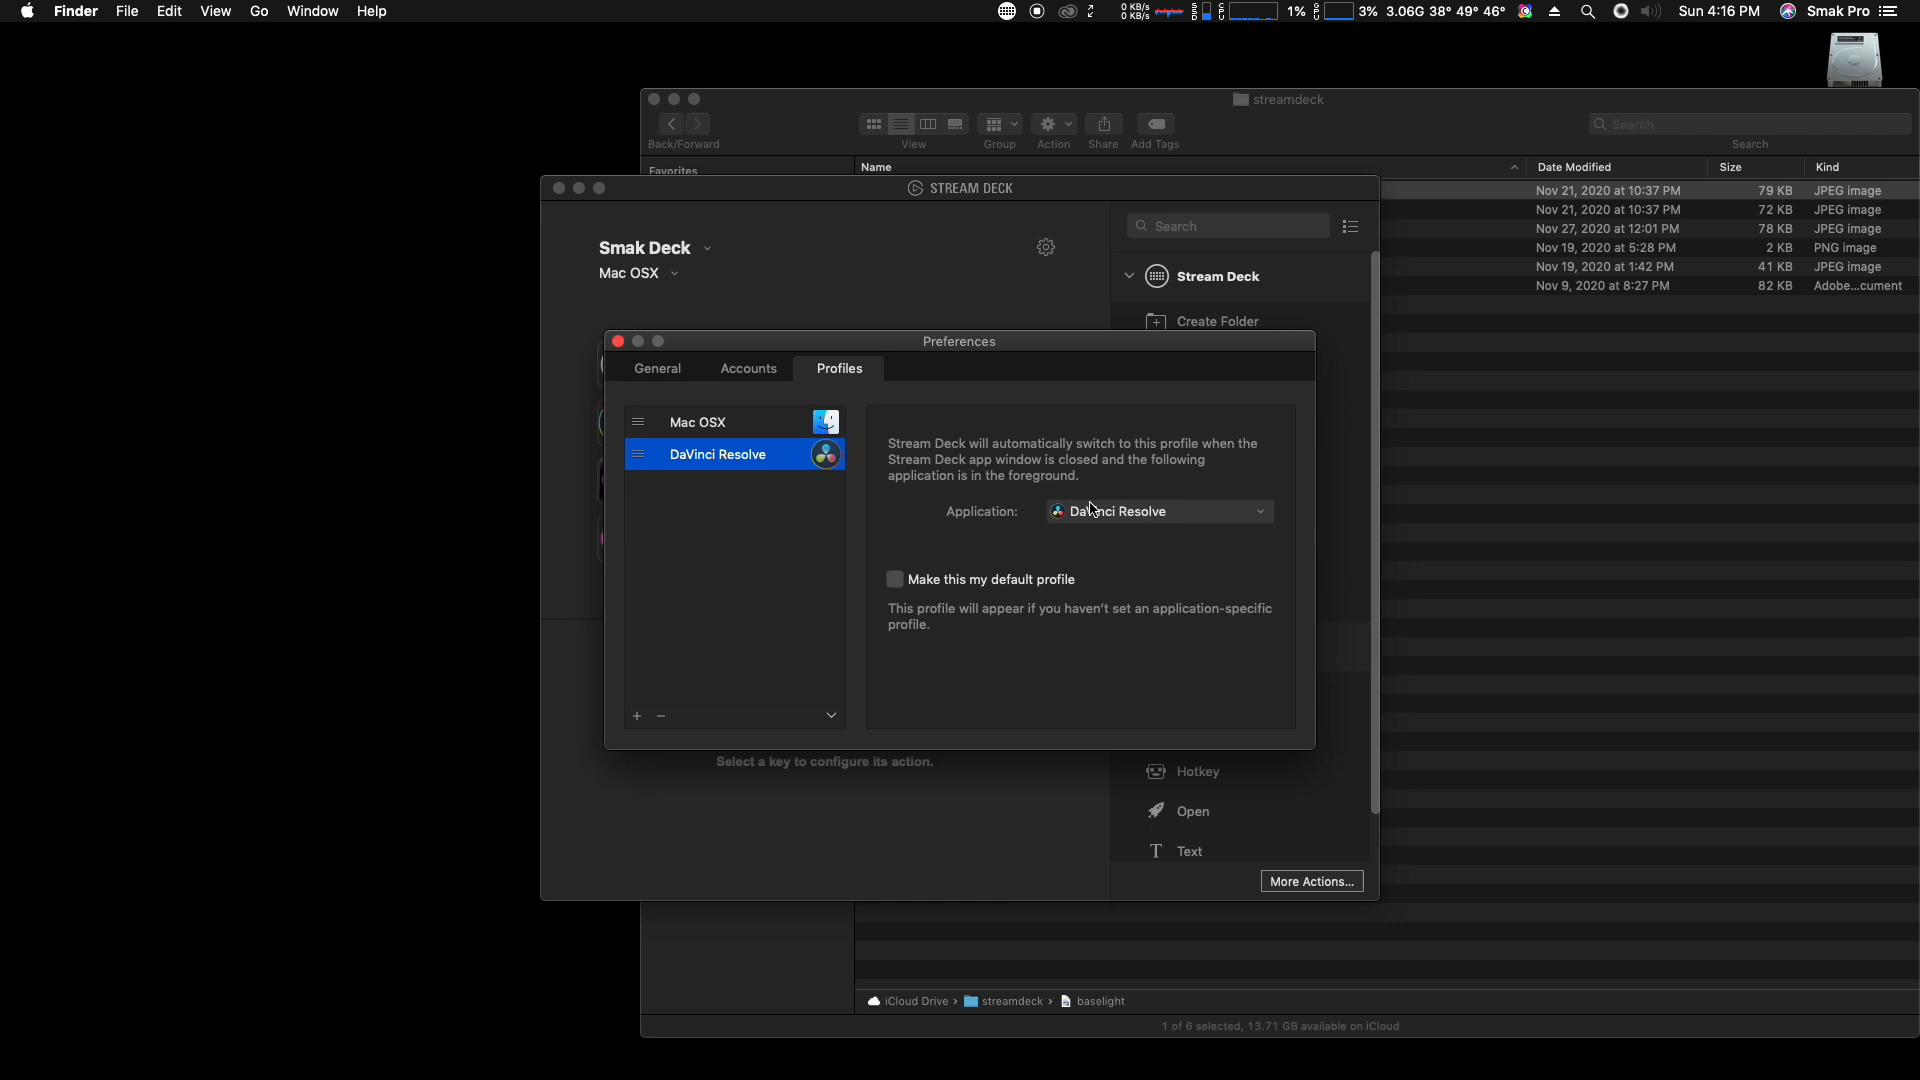 Finder File Edit View Go Window Help
0 KB/s
0 KB/s
1% 3% 3.06G 38° 49° 46° Sun 4:16 PM Smak Pro
streamdeck
Search
Back/Forward View Group Action Share Add Tags Search
Favorites Name Date Modified Size Kind
Nov 21, 2020 at 10:37 PM 79 KB JPEG image
Nov 21, 2020 at 10:37 PM 72 KB JPEG image
Nov 27, 2020 at 12:01 PM 78 KB JPEG image
Nov 19, 2020 at 5:28 PM 2 KB PNG image
Nov 19, 2020 at 1:42 PM 41 KB JPEG image
Nov 9, 2020 at 8:27 PM 82 KB Adobe...cument
STREAM DECK
Smak Deck
Mac OSX
Search
Stream Deck
Create Folder
Preferences
General Accounts Profiles
Mac OSX
DaVinci Resolve
Stream Deck will automatically switch to this profile when the
Stream Deck app window is closed and the following
application is in the foreground.
Application: DaVinci Resolve
Make this my default profile
This profile will appear if you haven't set an application-specific
profile.
+ −
Select a key to configure its action.
Hotkey
Open
T Text
More Actions...
iCloud Drive › streamdeck › baselight
1 of 6 selected, 13.71 GB available on iCloud